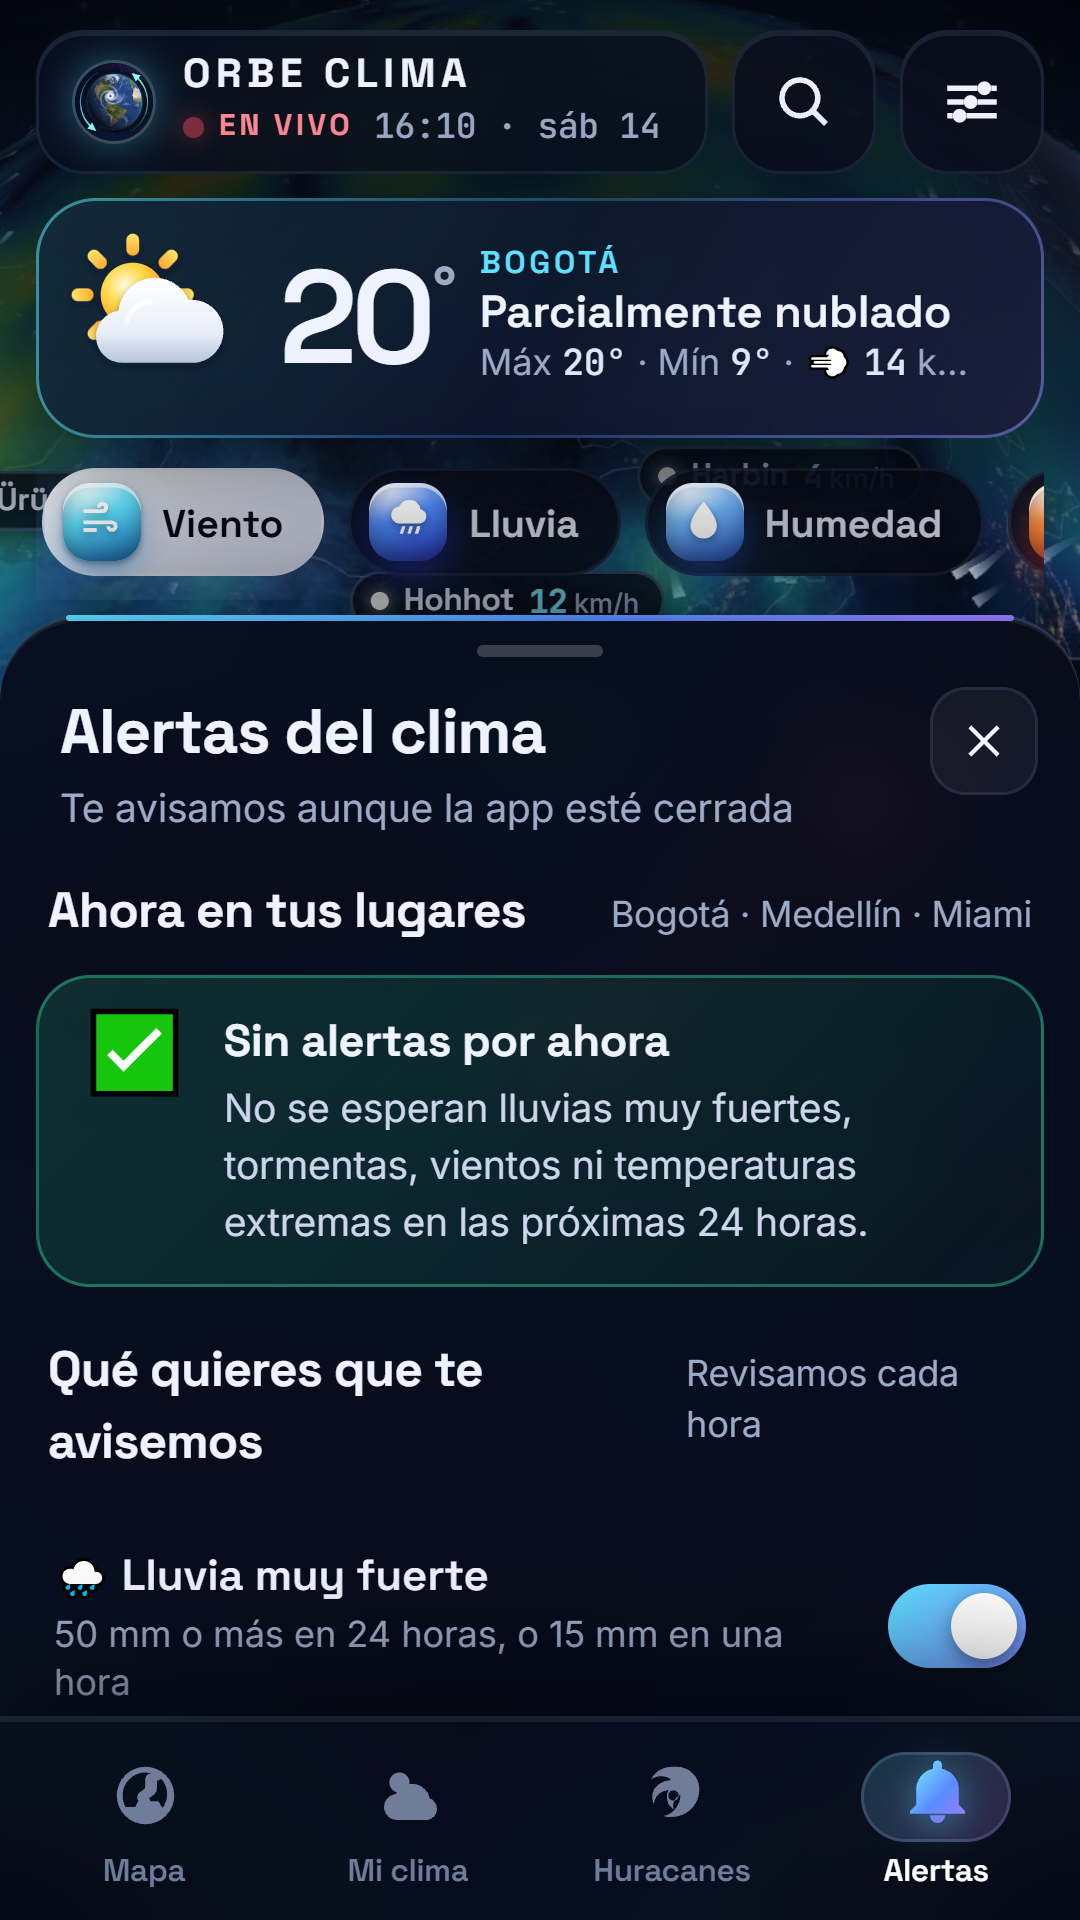 ORBE CLIMA
EN VIVO 16:10 · sáb 14
20°
BOGOTÁ
Parcialmente nublado
Máx 20° · Mín 9° · 14 k...
Harbin 4 km/h
Ürü
Viento
Lluvia
Humedad
Hohhot 12 km/h
Alertas del clima
Te avisamos aunque la app esté cerrada
Ahora en tus lugares
Bogotá · Medellín · Miami
Sin alertas por ahora
No se esperan lluvias muy fuertes,
tormentas, vientos ni temperaturas
extremas en las próximas 24 horas.
Qué quieres que te
avisemos
Revisamos cada
hora
Lluvia muy fuerte
50 mm o más en 24 horas, o 15 mm en una
hora
Mapa
Mi clima
Huracanes
Alertas